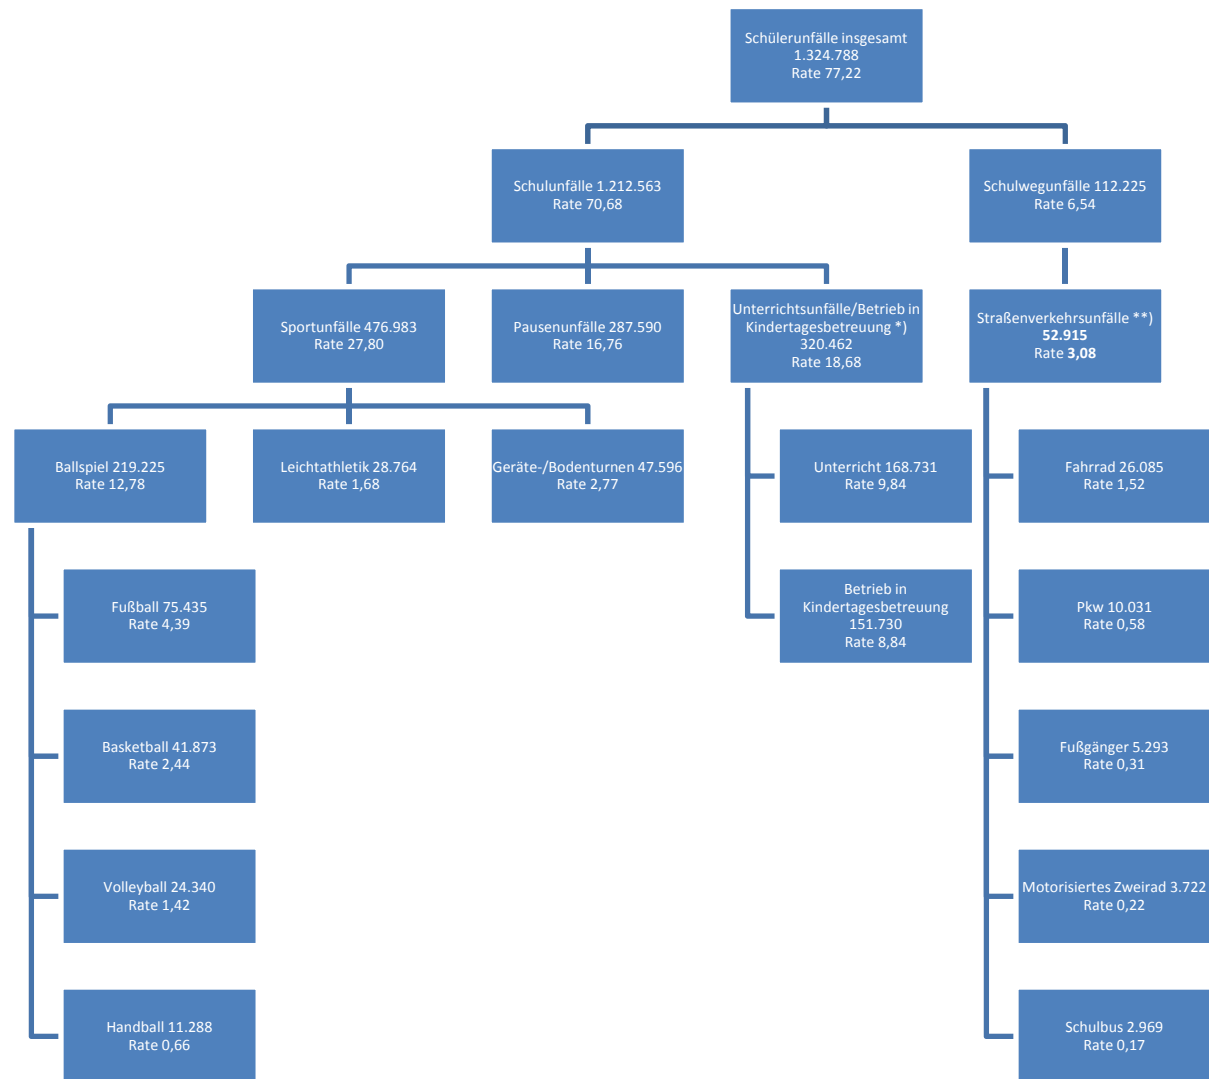 Schülerunfälle insgesamt
1.324.788
Rate 77,22
Schulunfälle 1.212.563
Rate 70,68
Schulwegunfälle 112.225
Rate 6,54
Sportunfälle 476.983
Rate 27,80
Pausenunfälle 287.590
Rate 16,76
Unterrichtsunfälle/Betrieb in
Kindertagesbetreuung *)
320.462
Rate 18,68
Straßenverkehrsunfälle **)
52.915
Rate 3,08
Ballspiel 219.225
Rate 12,78
Leichtathletik 28.764
Rate 1,68
Geräte-/Bodenturnen 47.596
Rate 2,77
Unterricht 168.731
Rate 9,84
Fahrrad 26.085
Rate 1,52
Fußball 75.435
Rate 4,39
Betrieb in
Kindertagesbetreuung
151.730
Rate 8,84
Pkw 10.031
Rate 0,58
Basketball 41.873
Rate 2,44
Fußgänger 5.293
Rate 0,31
Volleyball 24.340
Rate 1,42
Motorisiertes Zweirad 3.722
Rate 0,22
Handball 11.288
Rate 0,66
Schulbus 2.969
Rate 0,17